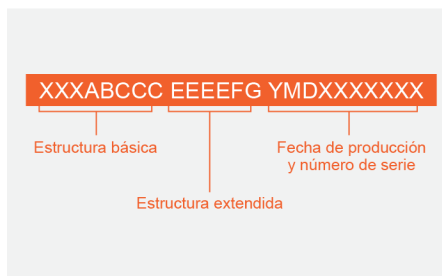 XXXABCCC EEEEFG YMDXXXXXXX
Estructura básica
Fecha de producción
y número de serie
Estructura extendida